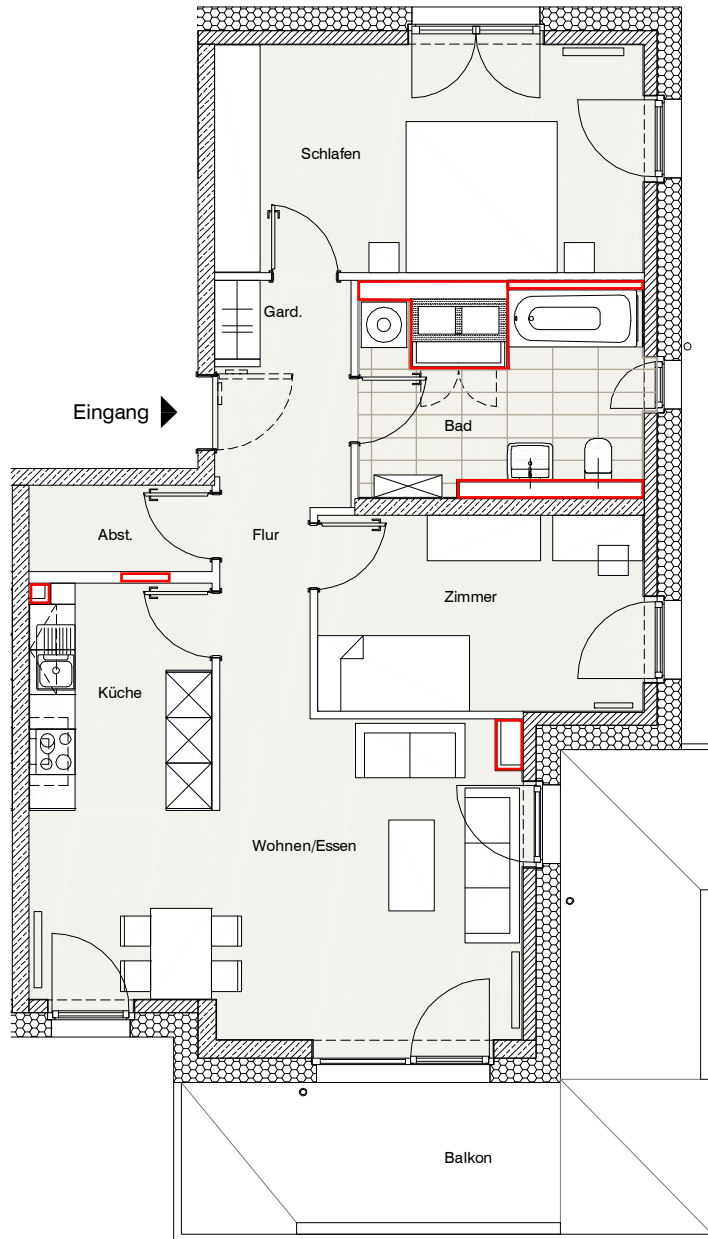 Schlafen
Gard.
Eingang
Bad
Abst.
Flur
Zimmer
Küche
Wohnen/Essen
Balkon